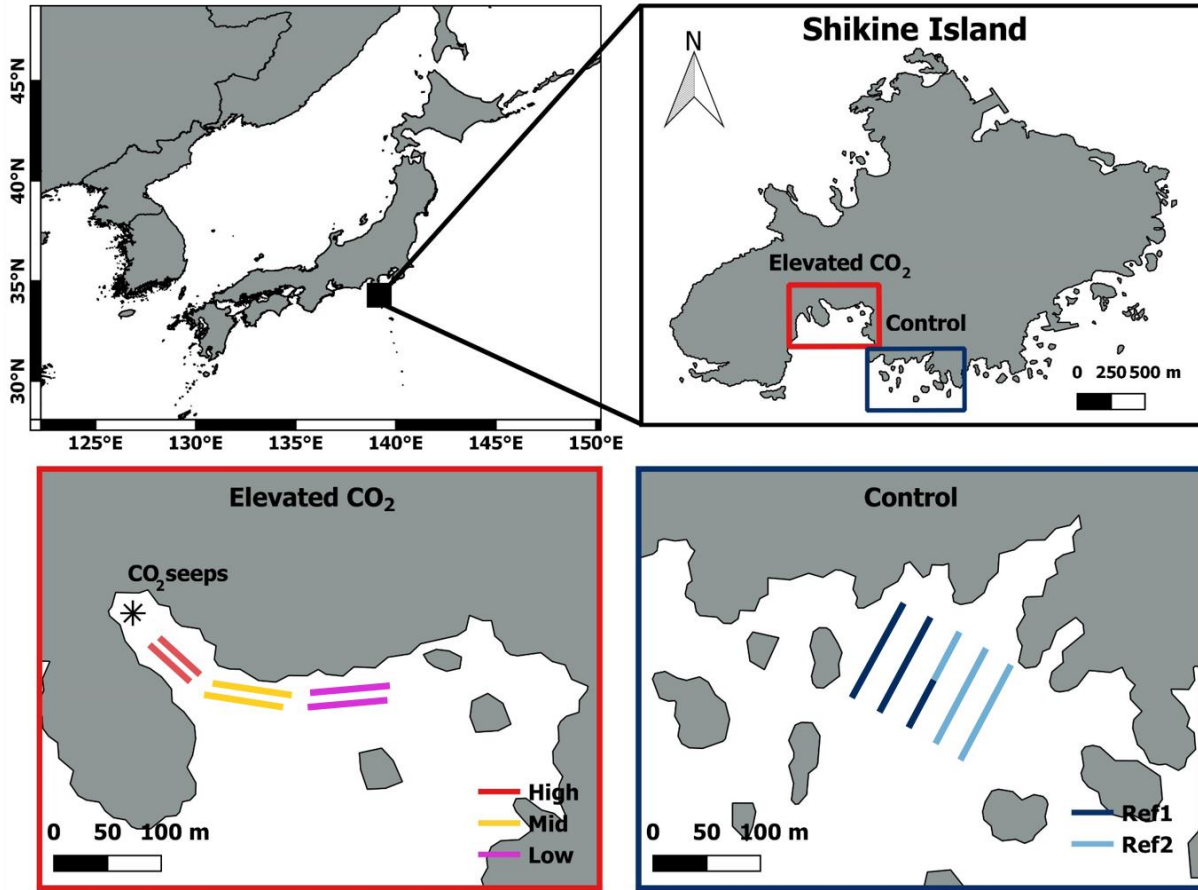 45°N
40°N
35°N
30°N
125°E 130°E 135°E 140°E 145°E 150°E
Shikine Island
N
Elevated CO₂
Control
0 250 500 m
Elevated CO₂
CO₂ seeps
High
Mid
Low
0 50 100 m
Control
Ref1
Ref2
0 50 100 m